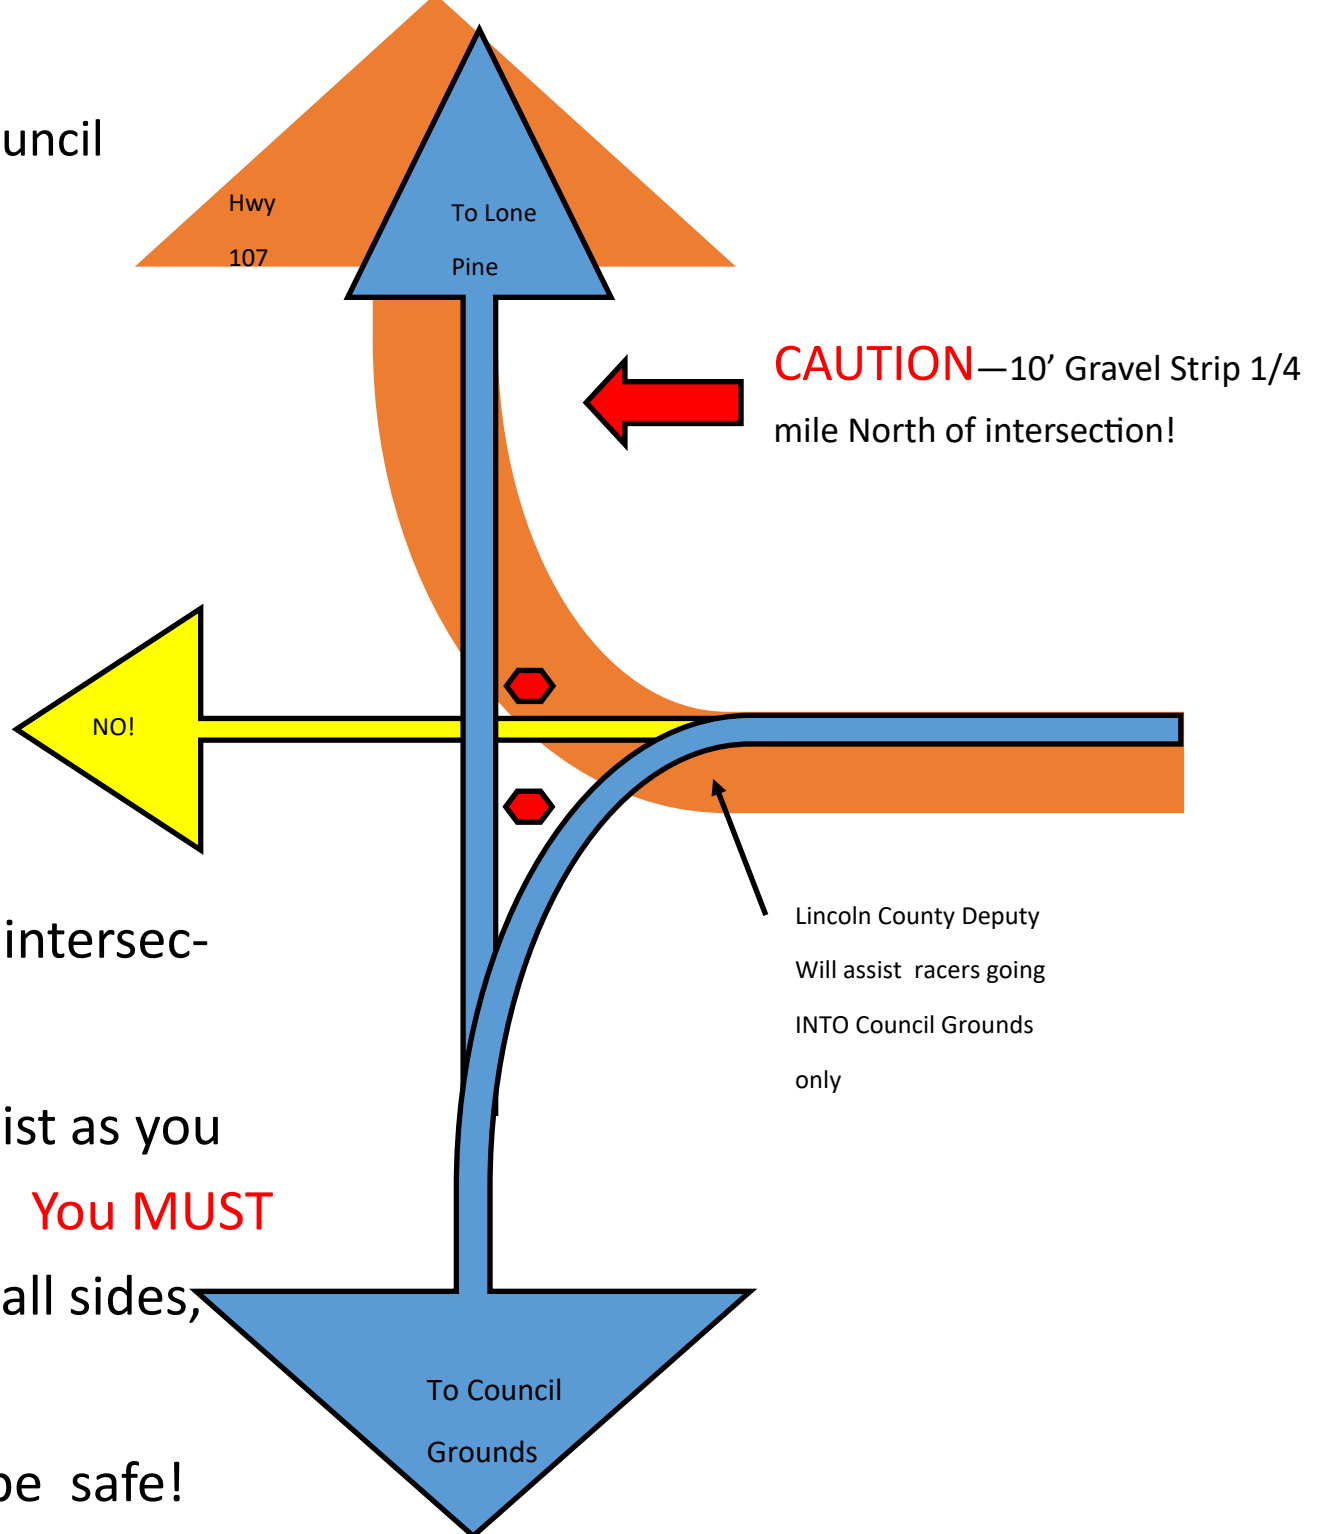 uncil
Hwy
107
To Lone
Pine
CAUTION—10’ Gravel Strip 1/4
mile North of intersection!
NO!
intersec-
Lincoln County Deputy
Will assist racers going
INTO Council Grounds
only
ist as you
You MUST
all sides,
To Council
Grounds
be safe!